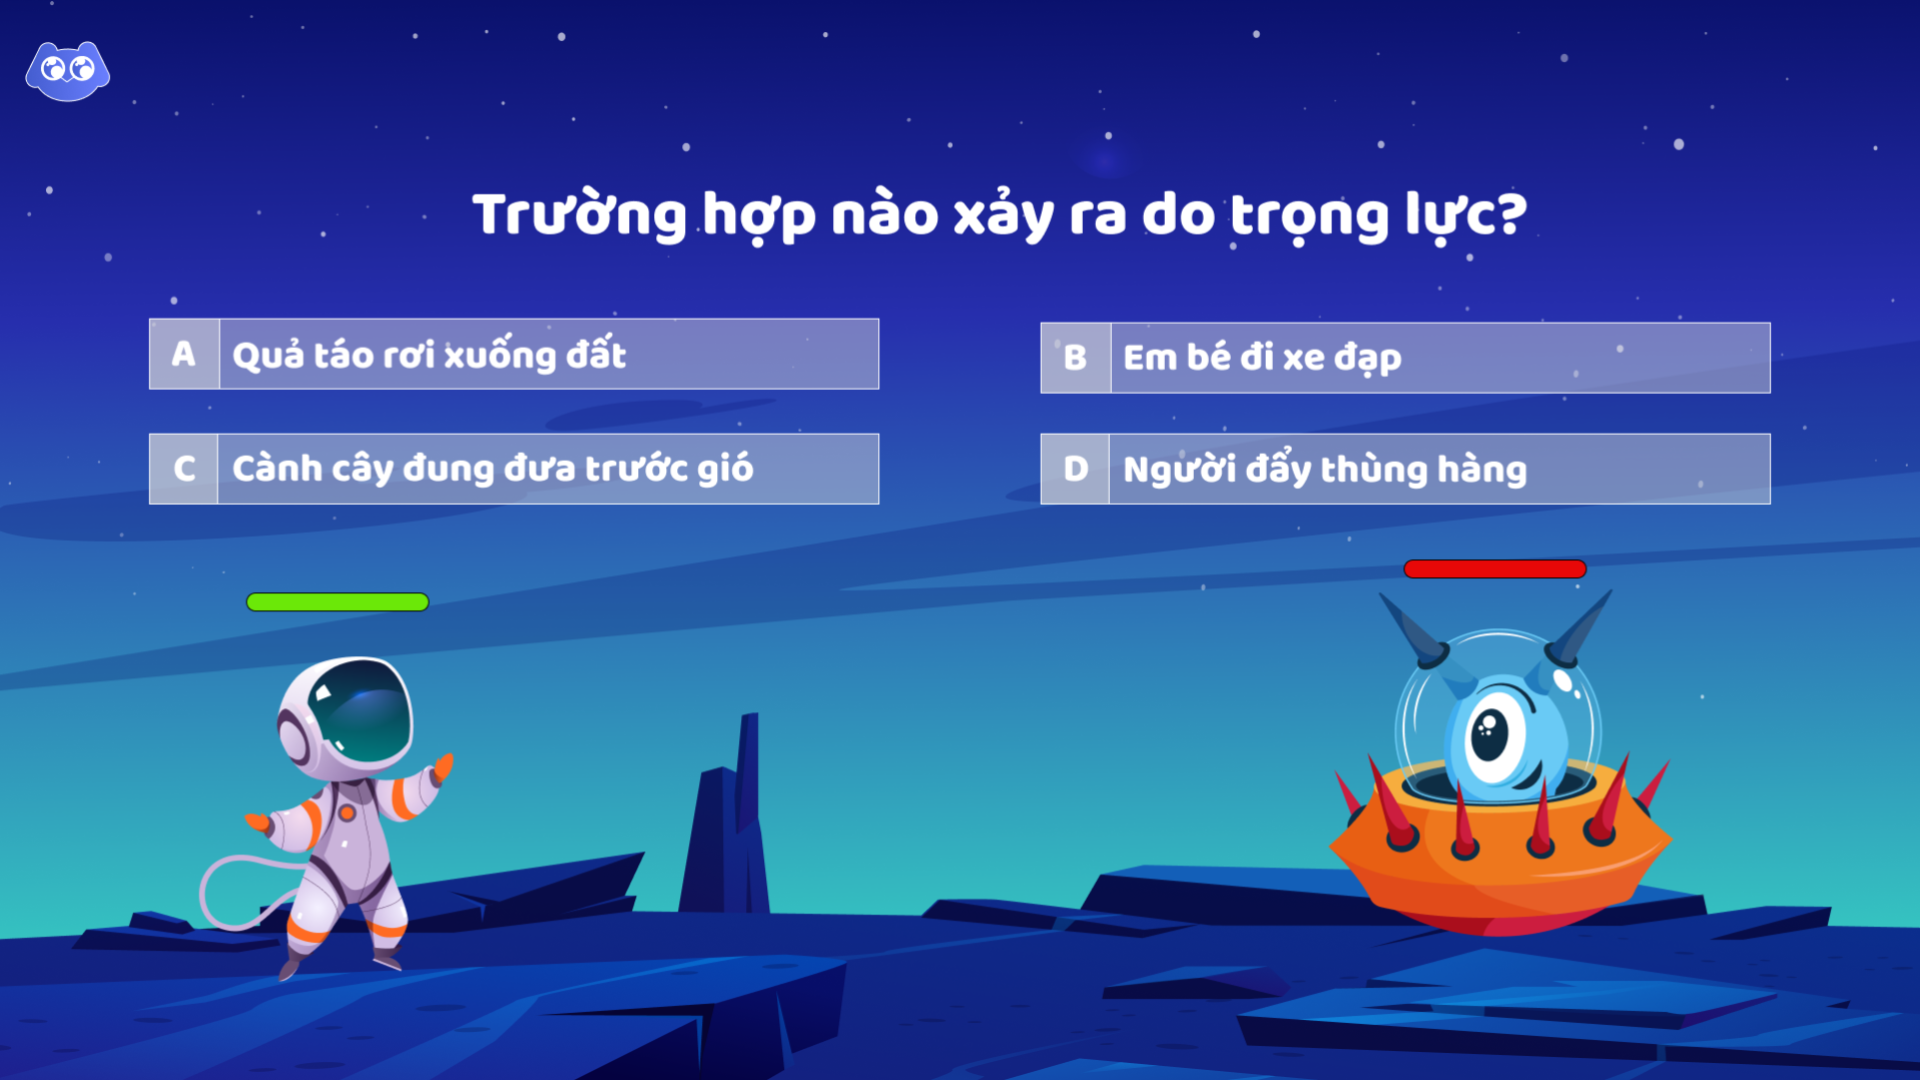 Trường hợp nào xảy ra do trọng lực?
A Quả táo rơi xuống đất
B Em bé đi xe đạp
C Cành cây đung đưa trước gió
D Người đẩy thùng hàng